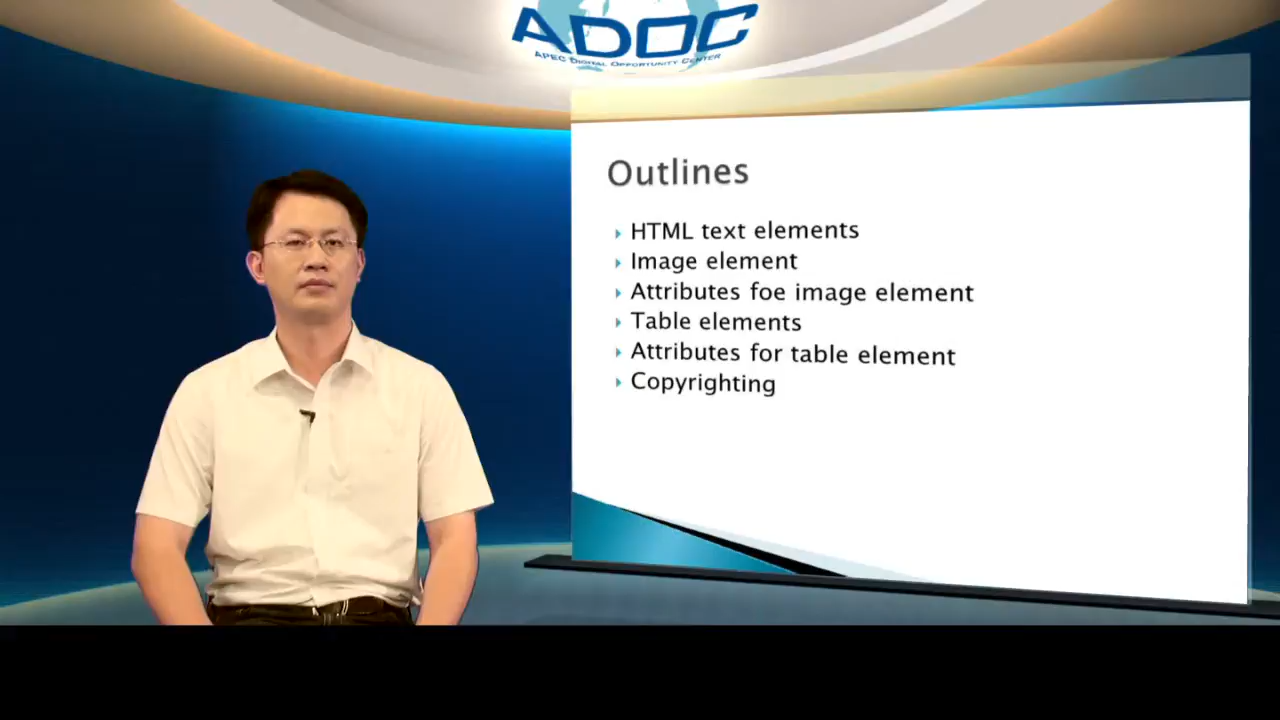 ADOC
APEC DIGITAL OPPORTUNITY CENTER
Outlines
HTML text elements
Image element
Attributes foe image element
Table elements
Attributes for table element
Copyrighting